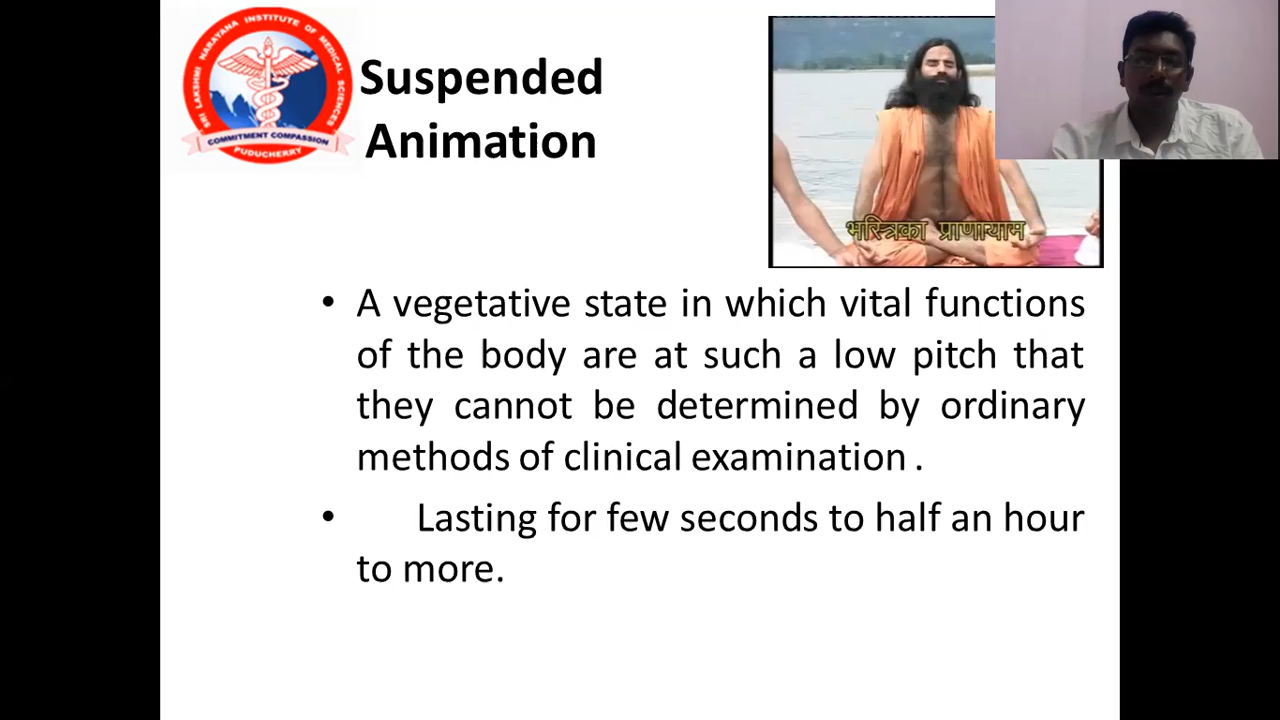 SRI LAKSHMI NARAYANA INSTITUTE OF MEDICAL SCIENCES
COMMITMENT COMPASSION
PUDUCHERRY
Suspended
Animation
भस्त्रिका प्राणायाम
• A vegetative state in which vital functions
of the body are at such a low pitch that
they cannot be determined by ordinary
methods of clinical examination .
• Lasting for few seconds to half an hour
to more.